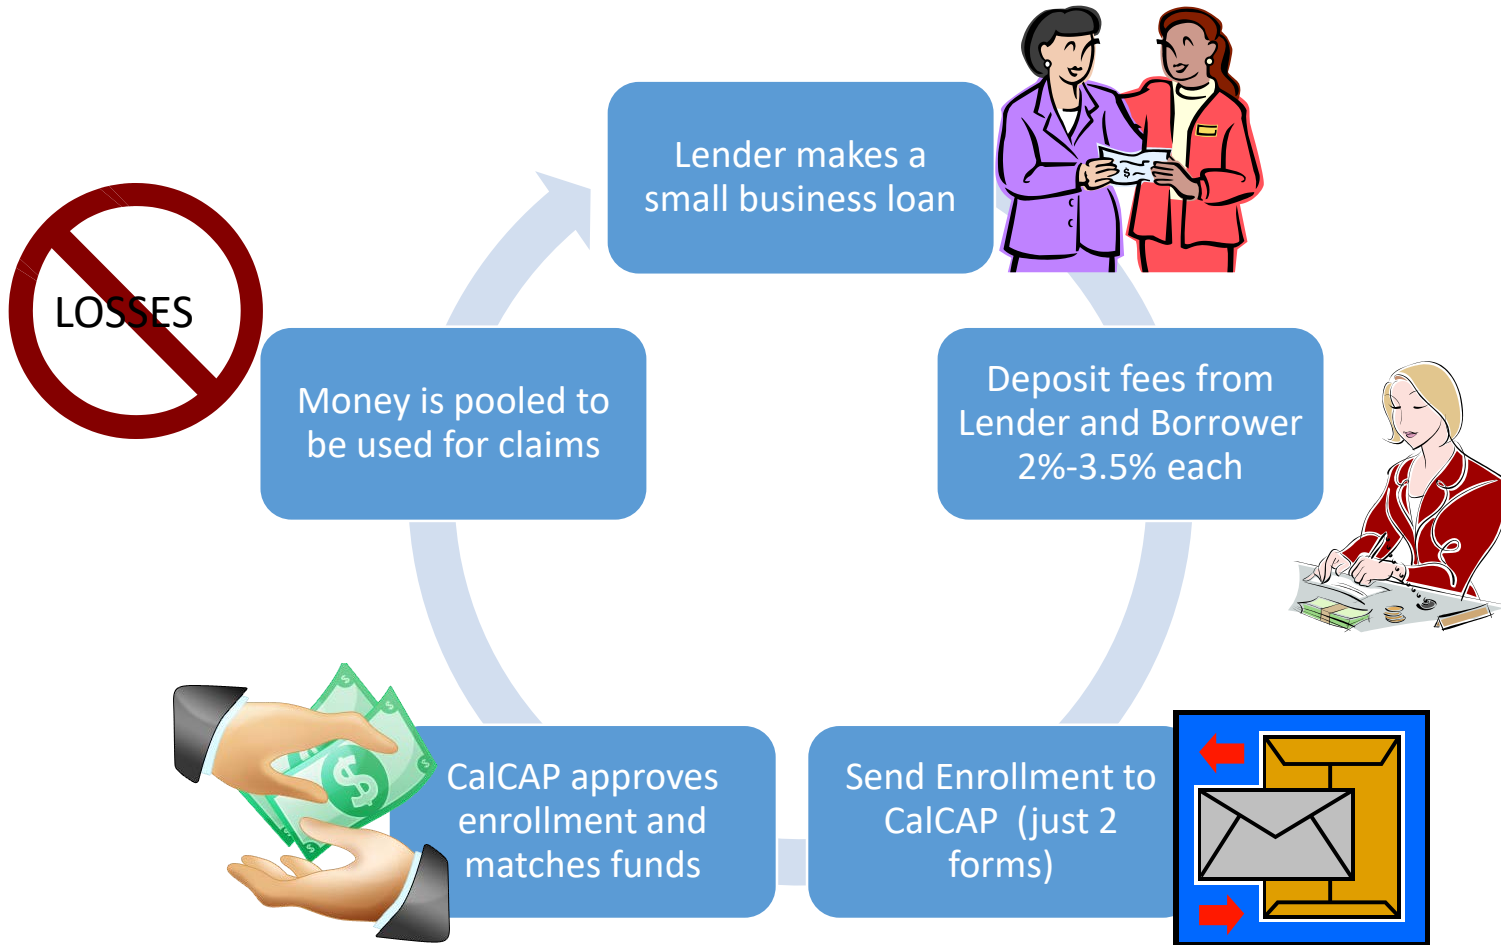 Lender makes a
small business loan
Deposit fees from
Lender and Borrower
2%-3.5% each
Send Enrollment to
CalCAP (just 2
forms)
CalCAP approves
enrollment and
matches funds
Money is pooled to
be used for claims
LOSSES
$
$
$
$
$